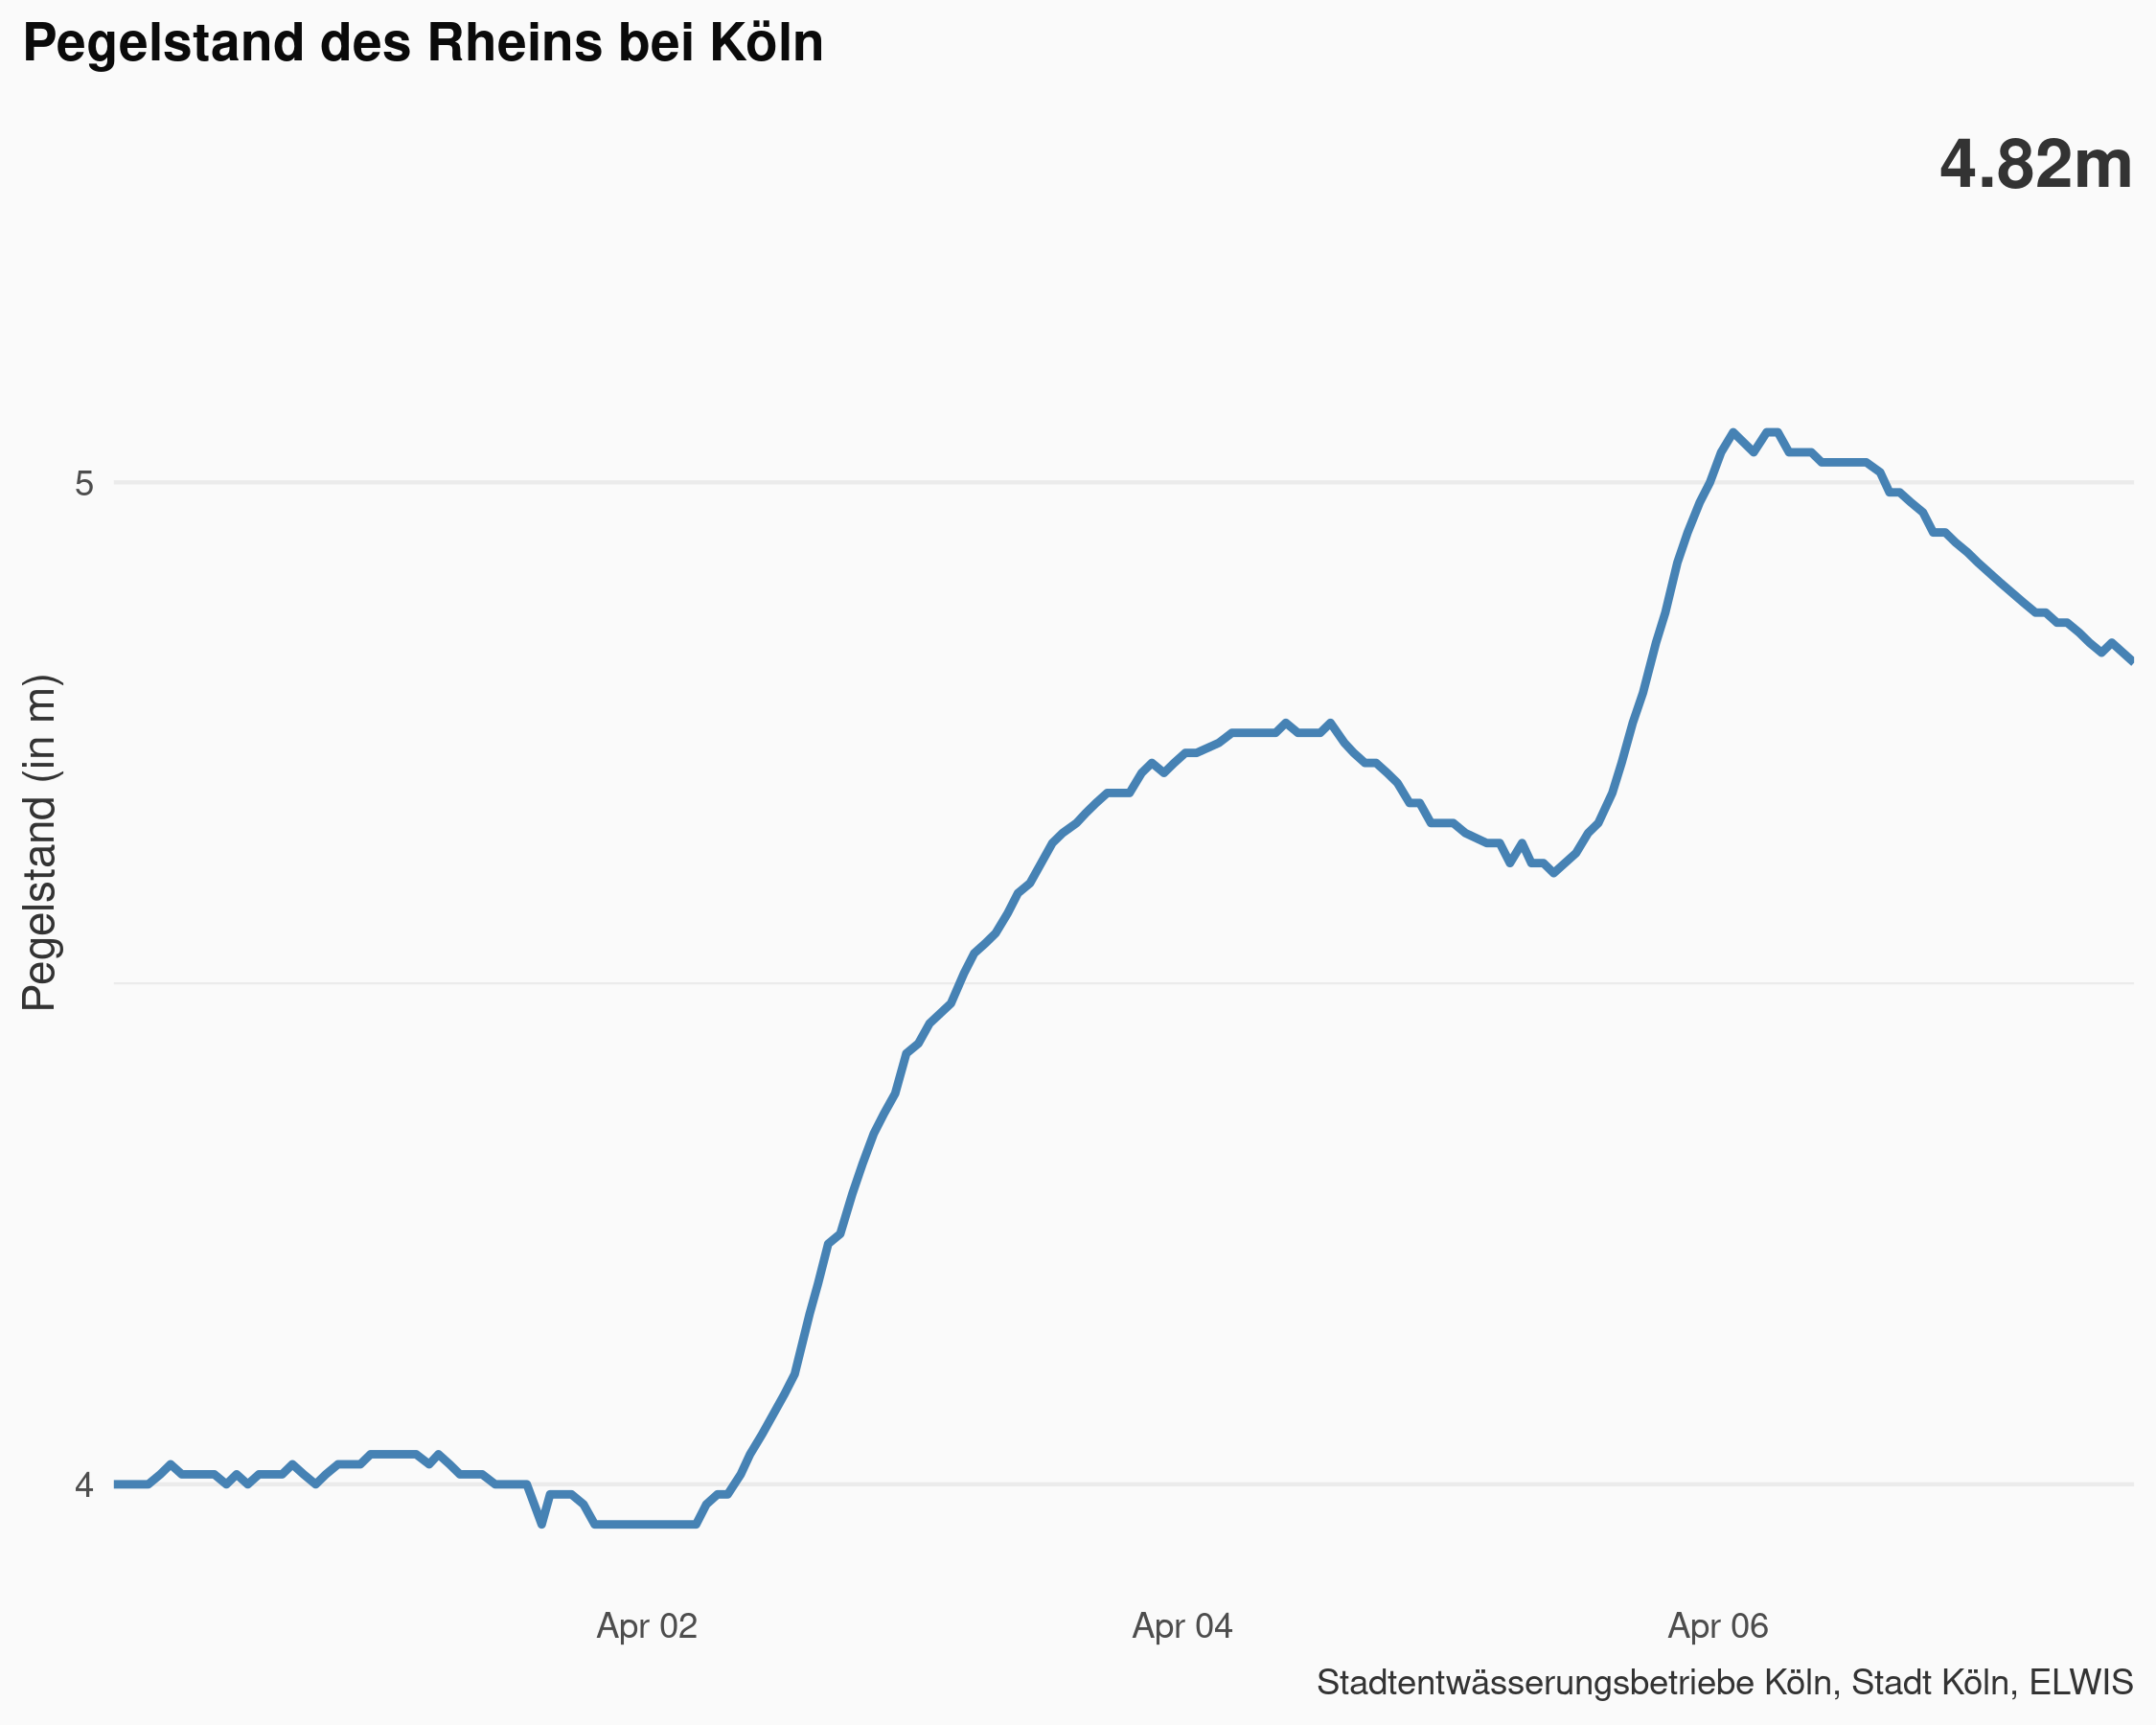 Pegelstand des Rheins bei Köln
4.82m
Pegelstand (in m)
5
4
Apr 02
Apr 04
Apr 06
Stadtentwässerungsbetriebe Köln, Stadt Köln, ELWIS